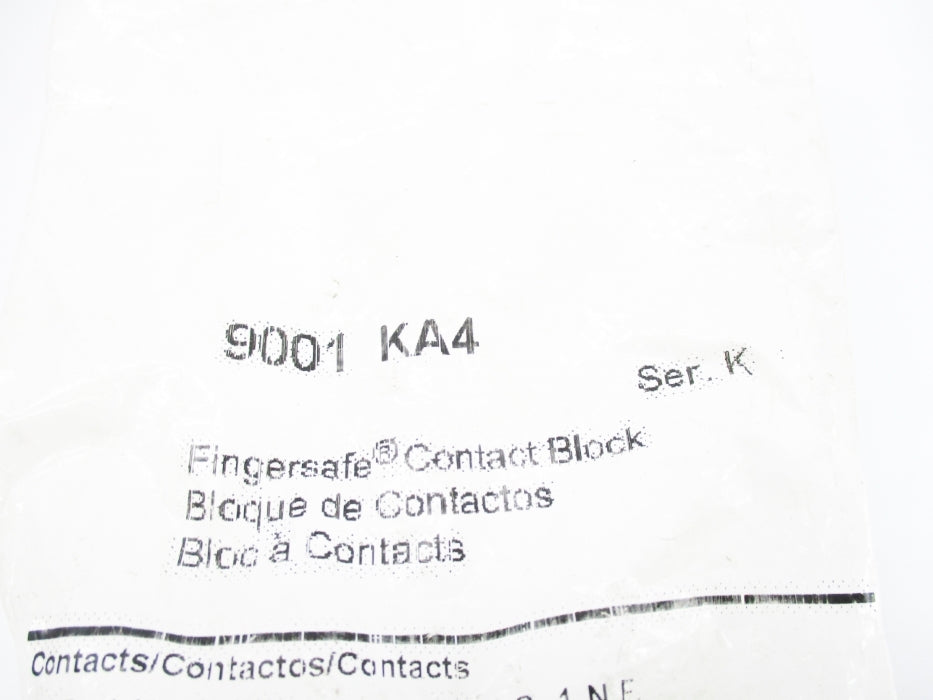 9001 KA4
Ser. K
Fingersafe® Contact Block
Bloque de Contactos
Bloc à Contacts
Contacts/Contactos/Contacts